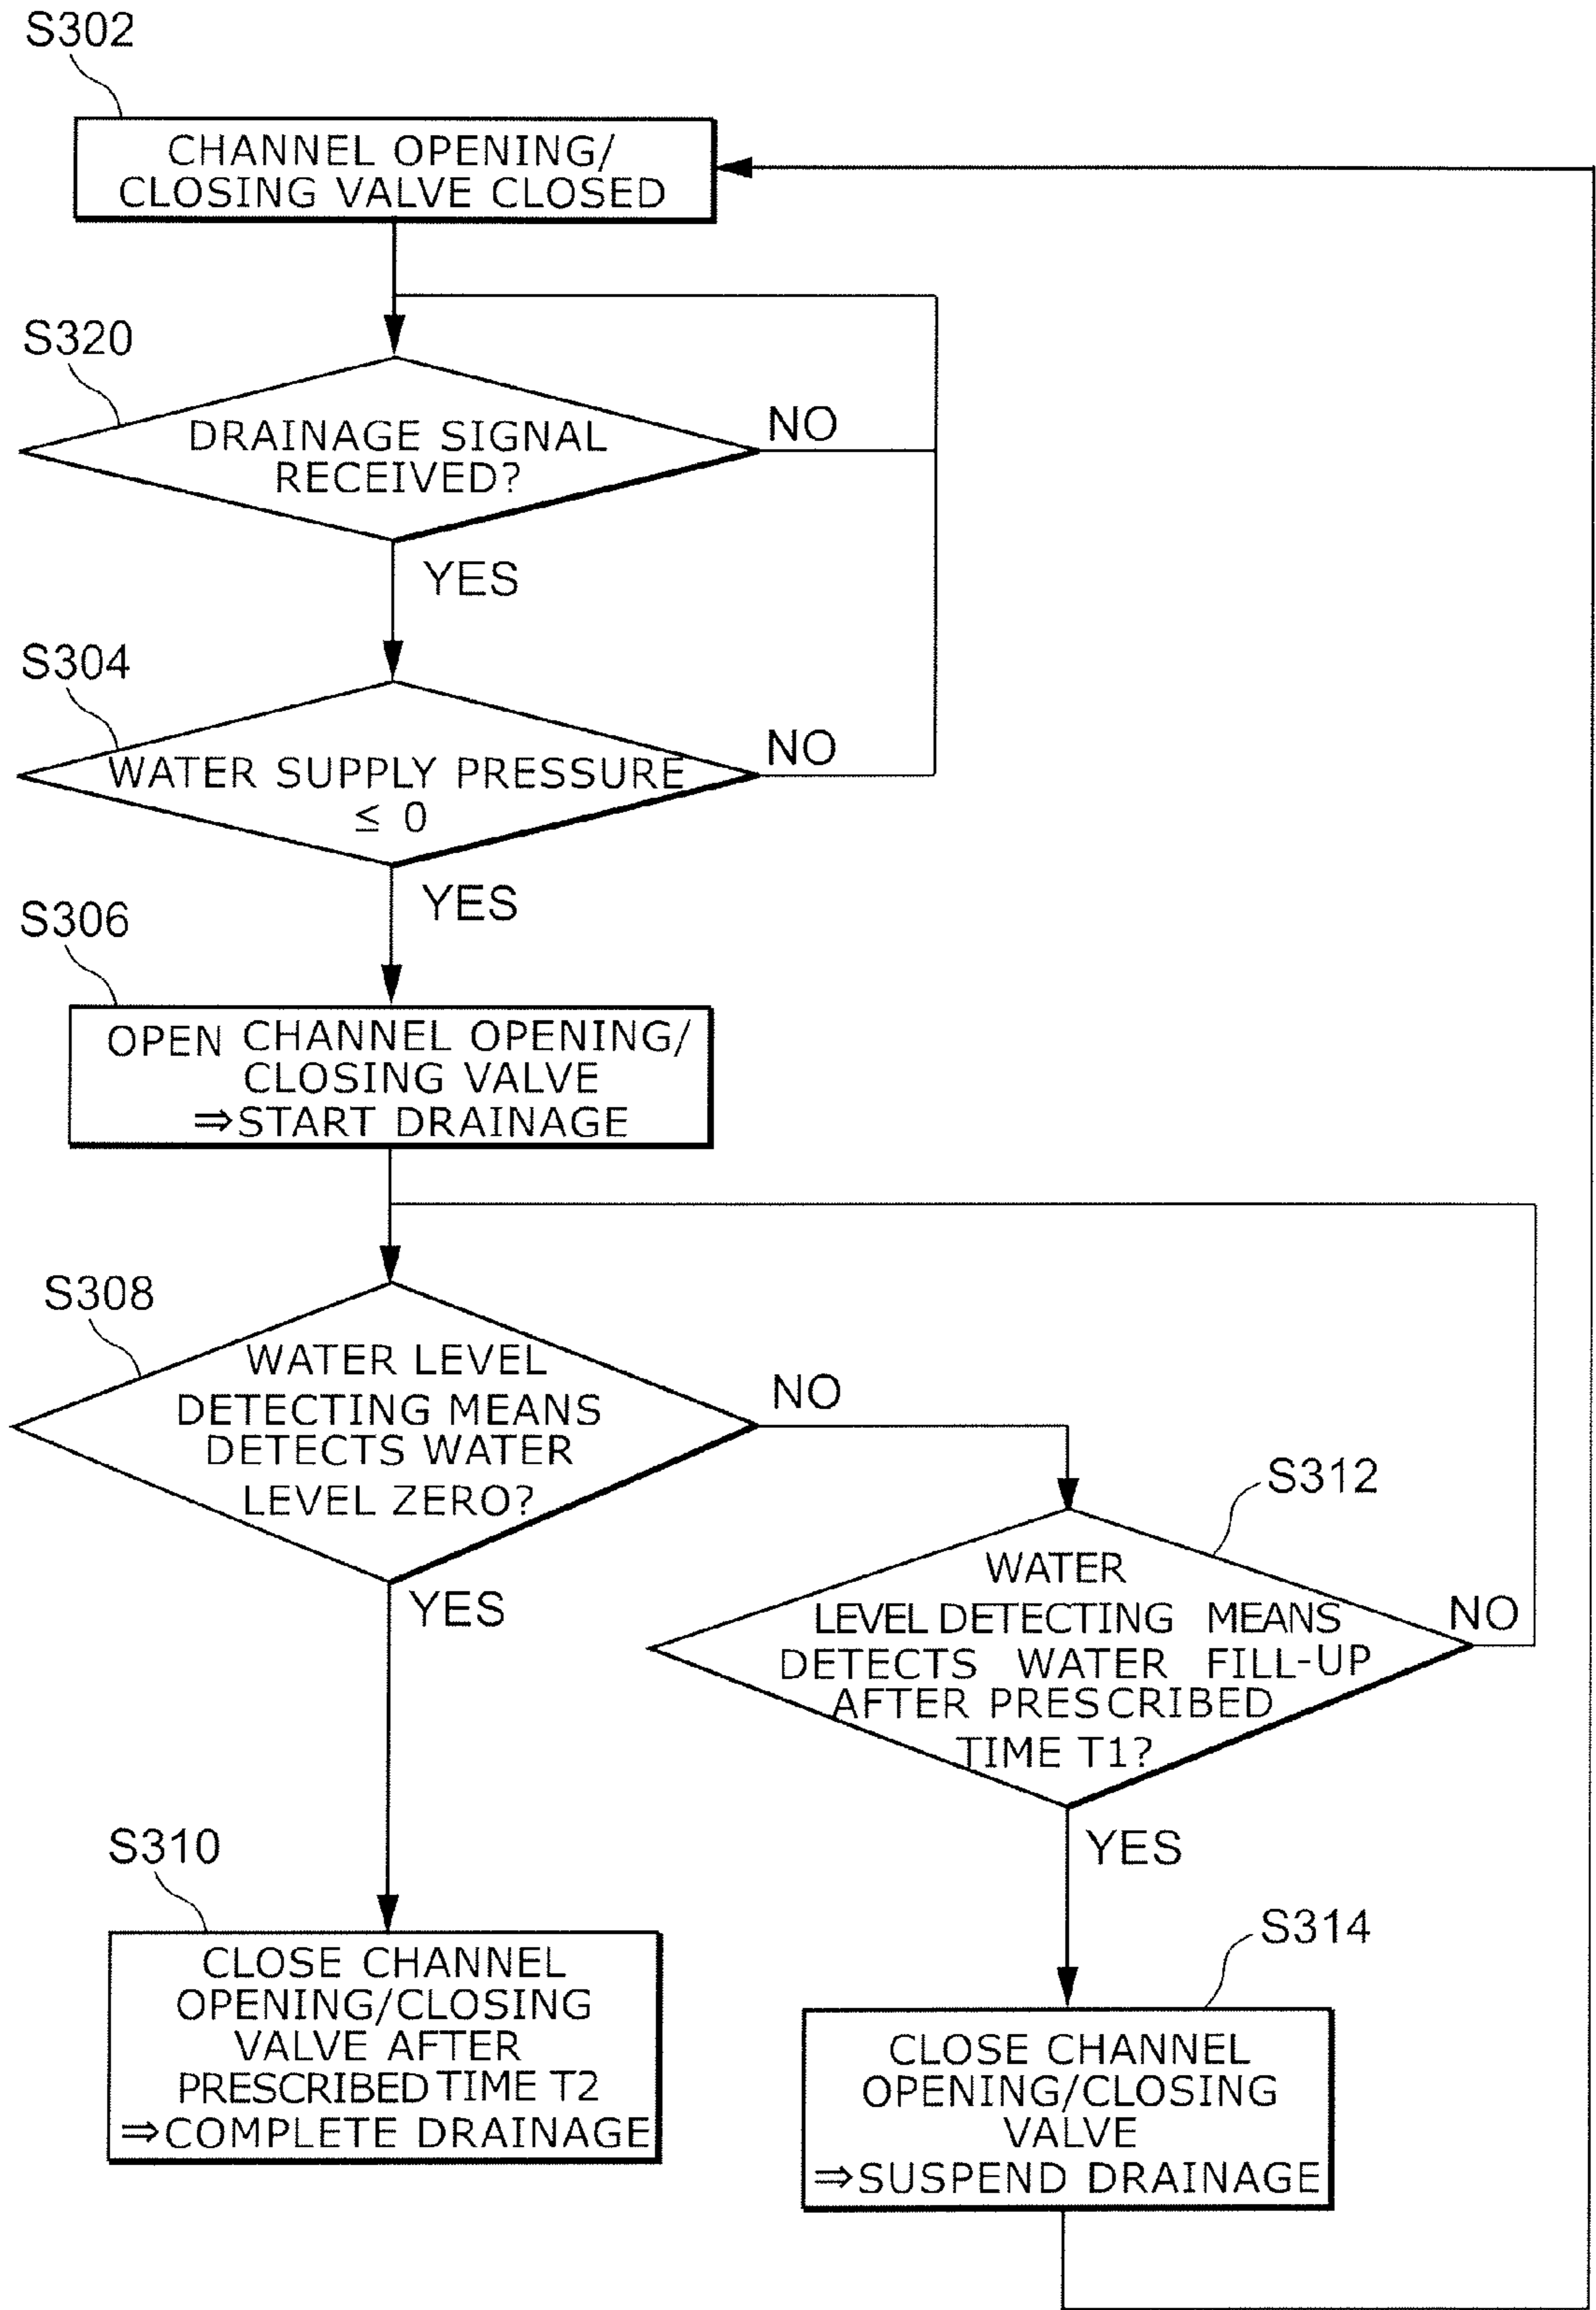 S302
CHANNEL OPENING/
CLOSING VALVE CLOSED
S320
DRAINAGE SIGNAL
RECEIVED?
NO
YES
S304
WATER SUPPLY PRESSURE
≤ 0
NO
YES
S306
OPEN CHANNEL OPENING/
CLOSING VALVE
⇒START DRAINAGE
S308
WATER LEVEL
DETECTING MEANS
DETECTS WATER
LEVEL ZERO?
NO
YES
S312
WATER
LEVEL DETECTING MEANS
DETECTS WATER FILL-UP
AFTER PRESCRIBED
TIME T1?
NO
YES
S310
CLOSE CHANNEL
OPENING/CLOSING
VALVE AFTER
PRESCRIBED TIME T2
⇒COMPLETE DRAINAGE
S314
CLOSE CHANNEL
OPENING/CLOSING
VALVE
⇒SUSPEND DRAINAGE